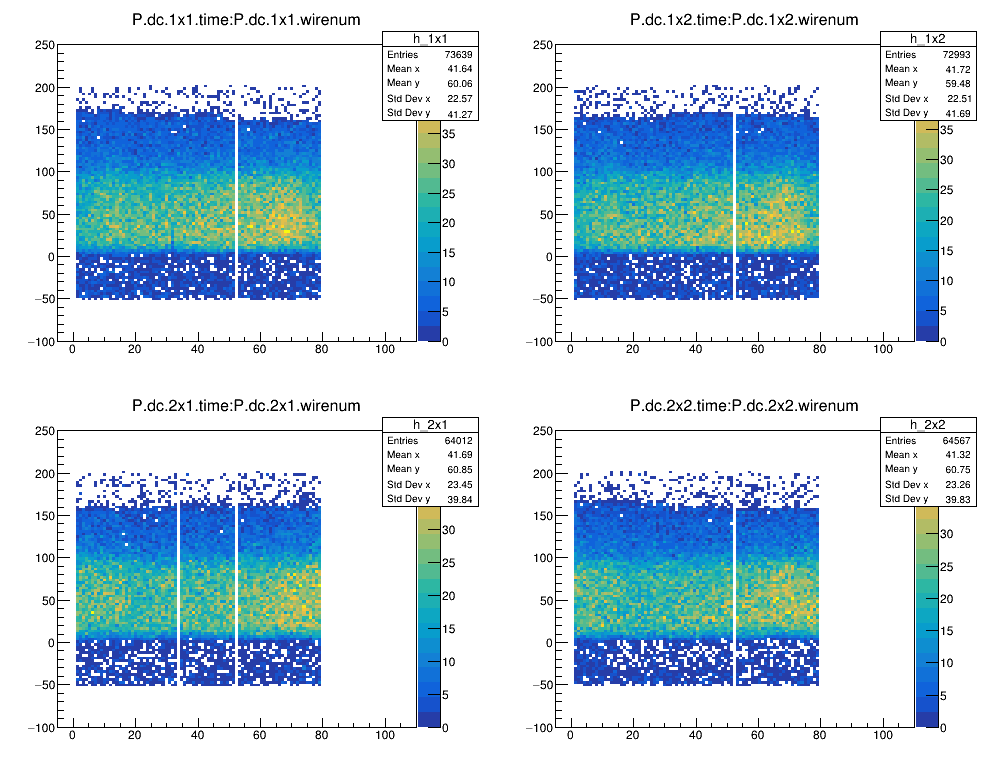 P.dc.1x1.time:P.dc.1x1.wirenum
h_1x1
Entries 73639
Mean x 41.64
Mean y 60.06
Std Dev x 22.57
Std Dev y 41.27
250
200
150
100
50
0
−50
−100
0 20 40 60 80 100
35
30
25
20
15
10
5
0
P.dc.1x2.time:P.dc.1x2.wirenum
h_1x2
Entries 72993
Mean x 41.72
Mean y 59.48
Std Dev x 22.51
Std Dev y 41.69
250
200
150
100
50
0
−50
−100
0 20 40 60 80 100
35
30
25
20
15
10
5
0
P.dc.2x1.time:P.dc.2x1.wirenum
h_2x1
Entries 64012
Mean x 41.69
Mean y 60.85
Std Dev x 23.45
Std Dev y 39.84
250
200
150
100
50
0
−50
−100
0 20 40 60 80 100
30
25
20
15
10
5
0
P.dc.2x2.time:P.dc.2x2.wirenum
h_2x2
Entries 64567
Mean x 41.32
Mean y 60.75
Std Dev x 23.26
Std Dev y 39.83
250
200
150
100
50
0
−50
−100
0 20 40 60 80 100
30
25
20
15
10
5
0